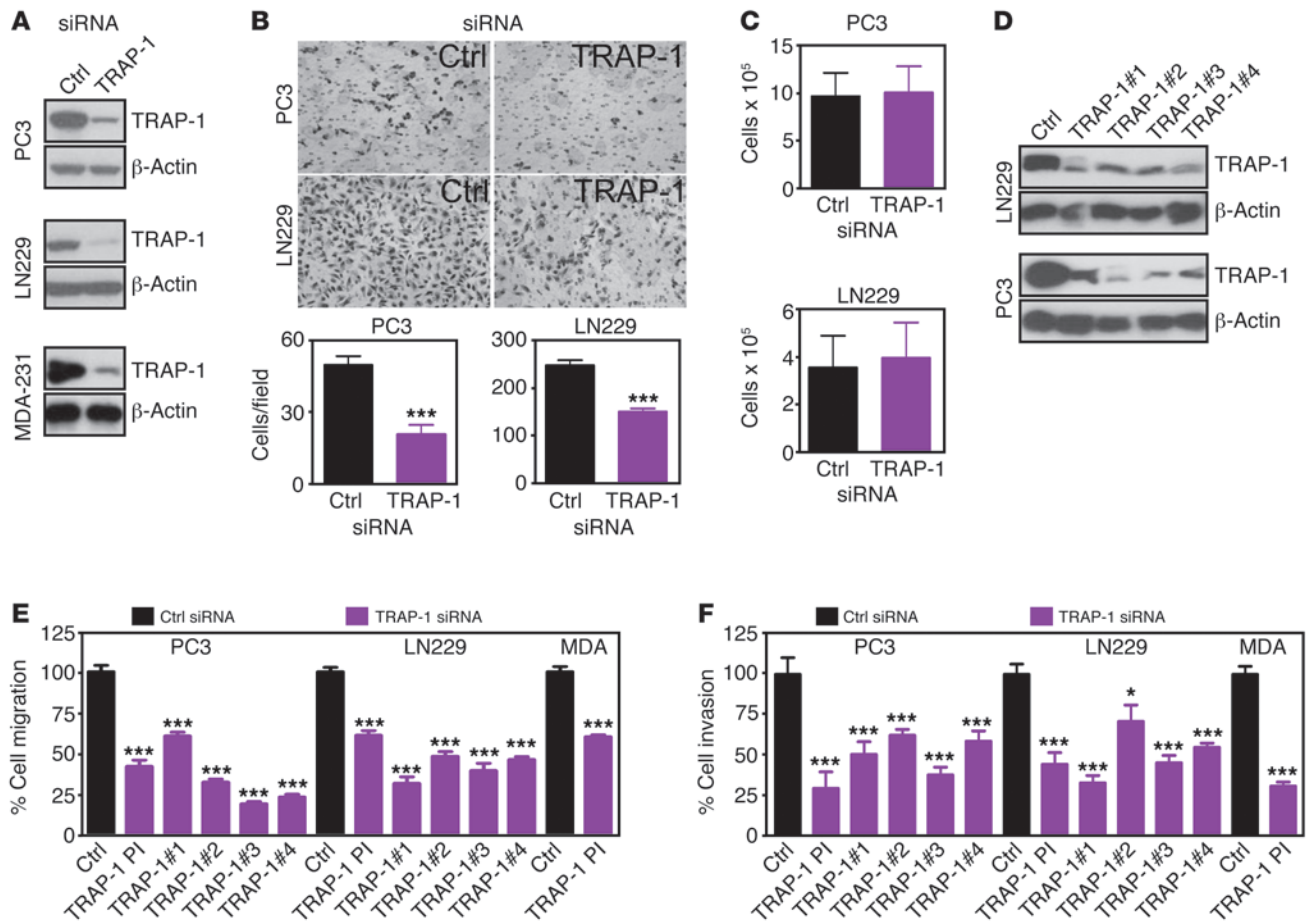 A
siRNA
Ctrl
TRAP-1
PC3
TRAP-1
β-Actin
LN229
TRAP-1
β-Actin
MDA-231
TRAP-1
β-Actin
B
siRNA
PC3
Ctrl
TRAP-1
LN229
Ctrl
TRAP-1
PC3
Cells/field
60
30
0
***
Ctrl TRAP-1
siRNA
LN229
300
150
0
***
Ctrl TRAP-1
siRNA
C
PC3
Cells x 10⁵
15
10
5
0
Ctrl TRAP-1
siRNA
LN229
Cells x 10⁵
6
4
2
0
Ctrl TRAP-1
siRNA
D
Ctrl
TRAP-1#1
TRAP-1#2
TRAP-1#3
TRAP-1#4
LN229
TRAP-1
β-Actin
PC3
TRAP-1
β-Actin
E
Ctrl siRNA TRAP-1 siRNA
% Cell migration
125
100
75
50
25
0
PC3 LN229 MDA
*** *** *** *** *** *** *** *** *** *** ***
Ctrl TRAP-1 PI TRAP-1#1 TRAP-1#2 TRAP-1#3 TRAP-1#4 Ctrl TRAP-1 PI TRAP-1#1 TRAP-1#2 TRAP-1#3 TRAP-1#4 Ctrl TRAP-1 PI
F
Ctrl siRNA TRAP-1 siRNA
% Cell invasion
125
100
75
50
25
0
PC3 LN229 MDA
*** *** *** *** *** *** *** * *** *** ***
Ctrl TRAP-1 PI TRAP-1#1 TRAP-1#2 TRAP-1#3 TRAP-1#4 Ctrl TRAP-1 PI TRAP-1#1 TRAP-1#2 TRAP-1#3 TRAP-1#4 Ctrl TRAP-1 PI